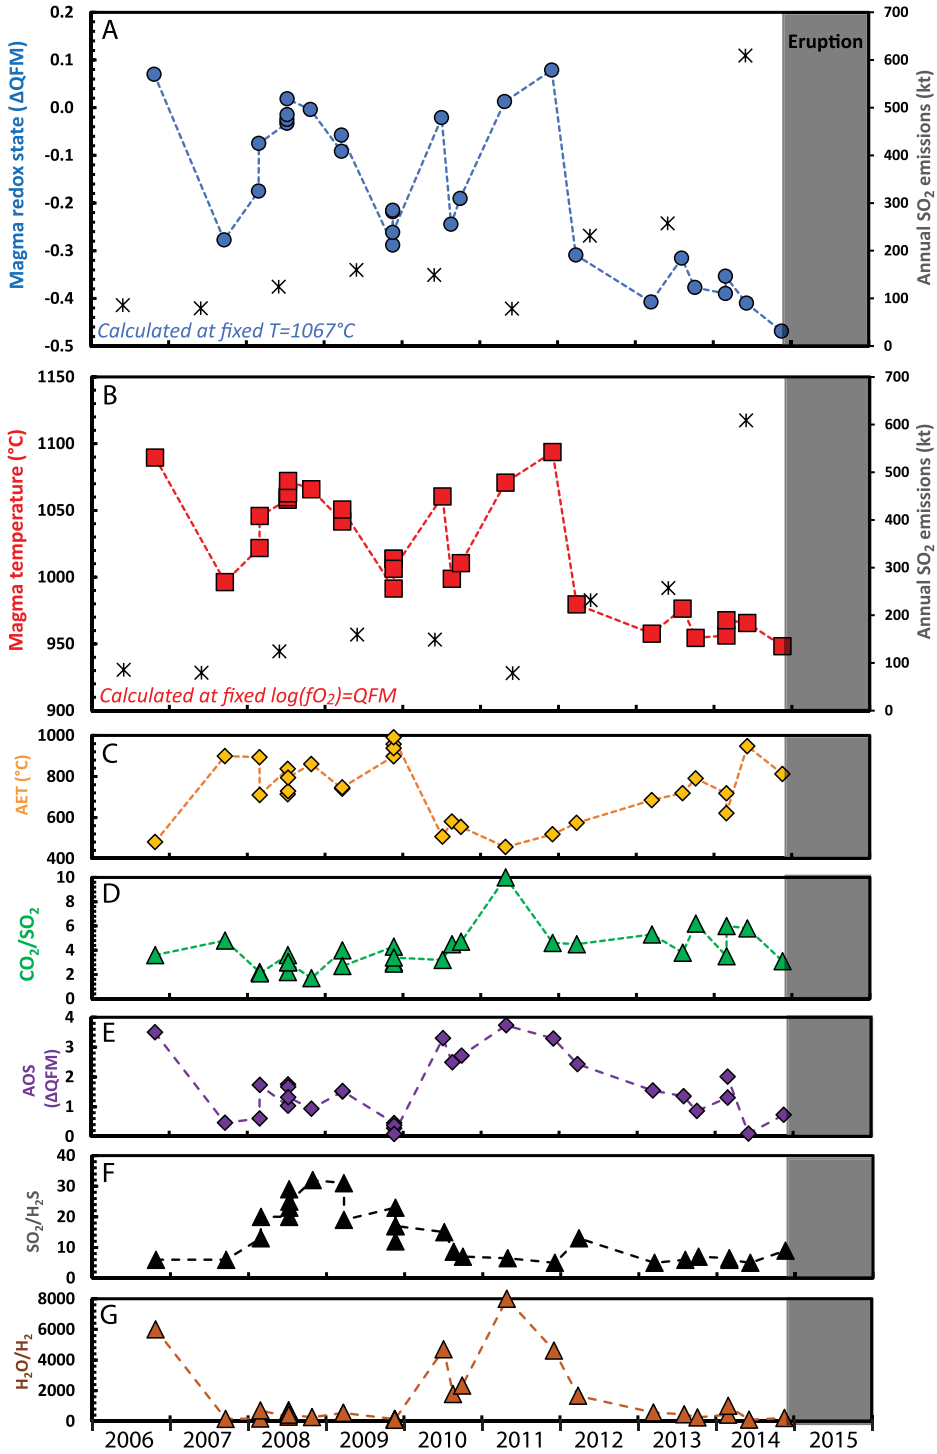 A
Eruption
Magma redox state (ΔQFM)
0.2
0.1
0.0
-0.1
-0.2
-0.3
-0.4
-0.5
Calculated at fixed T=1067°C
700
600
500
400
300
200
100
0
Annual SO2 emissions (kt)
B
Magma temperature (°C)
1150
1100
1050
1000
950
900
Calculated at fixed log(fO2)=QFM
700
600
500
400
300
200
100
0
Annual SO2 emissions (kt)
C
AET (°C)
1000
800
600
400
D
CO2/SO2
10
8
6
4
2
0
E
AOS
(ΔQFM)
4
3
2
1
0
F
SO2/H2S
40
30
20
10
0
G
H2O/H2
8000
6000
4000
2000
0
2006 2007 2008 2009 2010 2011 2012 2013 2014 2015